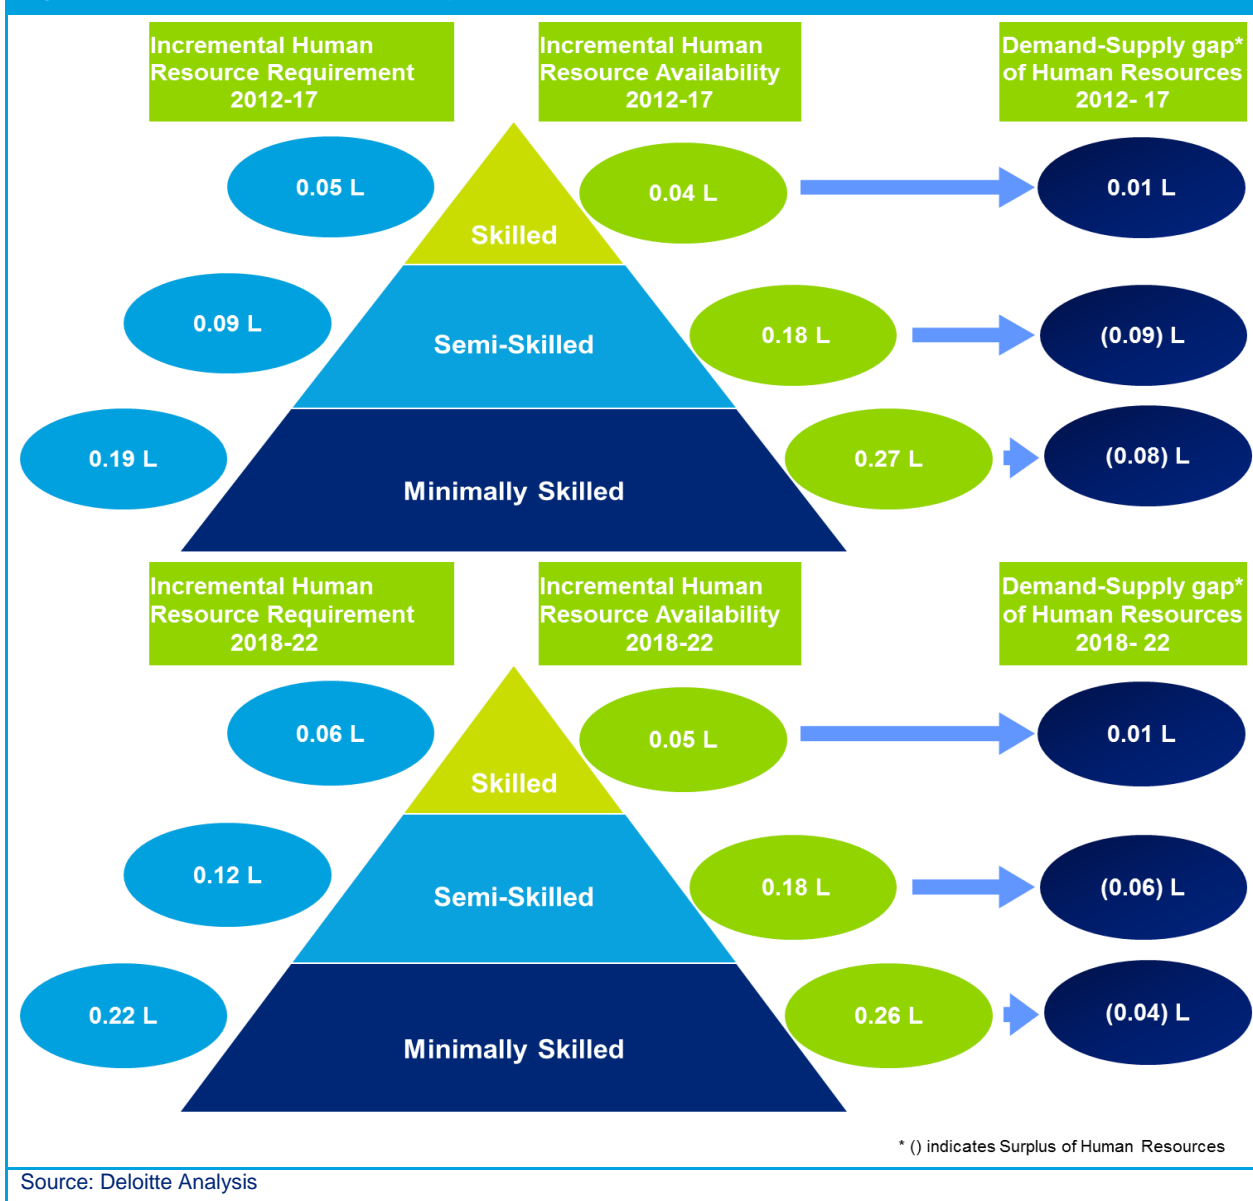 Incremental Human
Resource Requirement
2012-17
Incremental Human
Resource Availability
2012-17
Demand-Supply gap*
of Human Resources
2012- 17
0.05 L
Skilled
0.04 L
0.01 L
0.09 L
Semi-Skilled
0.18 L
(0.09) L
0.19 L
Minimally Skilled
0.27 L
(0.08) L
Incremental Human
Resource Requirement
2018-22
Incremental Human
Resource Availability
2018-22
Demand-Supply gap*
of Human Resources
2018- 22
0.06 L
Skilled
0.05 L
0.01 L
0.12 L
Semi-Skilled
0.18 L
(0.06) L
0.22 L
Minimally Skilled
0.26 L
(0.04) L
* () indicates Surplus of Human Resources
Source: Deloitte Analysis